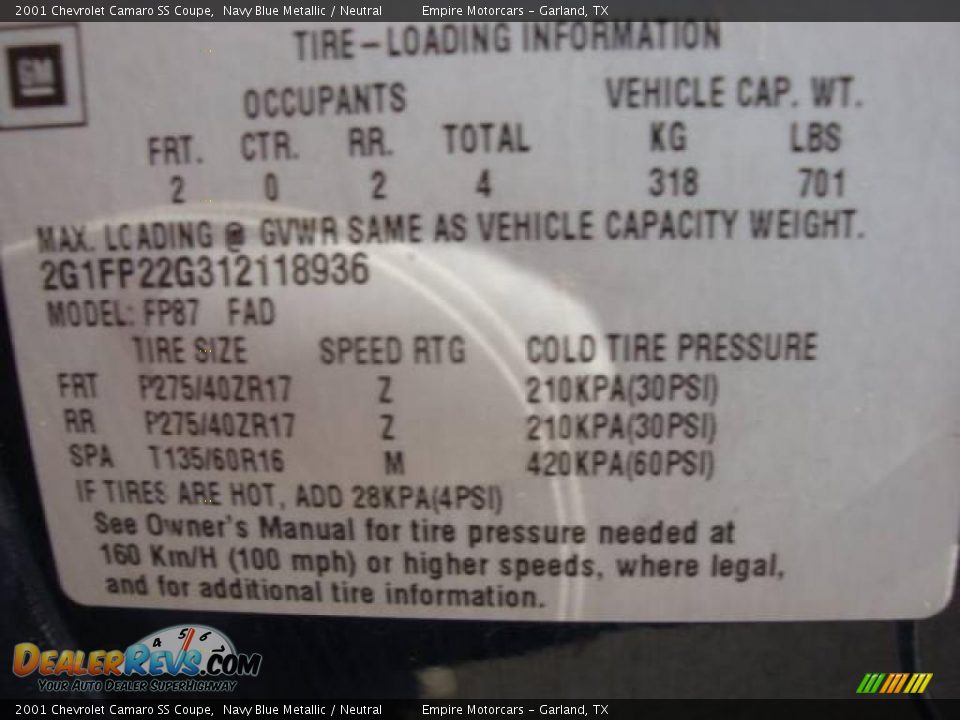 2001 Chevrolet Camaro SS Coupe, Navy Blue Metallic / Neutral Empire Motorcars - Garland, TX
GM
TIRE-LOADING INFORMATION
OCCUPANTS VEHICLE CAP. WT.
FRT. CTR. RR. TOTAL KG LBS
2 0 2 4 318 701
MAX. LOADING @ GVWR SAME AS VEHICLE CAPACITY WEIGHT.
2G1FP22G312118936
MODEL: FP87 FAD
TIRE SIZE SPEED RTG COLD TIRE PRESSURE
FRT P275/40ZR17 Z 210KPA(30PSI)
RR P275/40ZR17 Z 210KPA(30PSI)
SPA T135/60R16 M 420KPA(60PSI)
IF TIRES ARE HOT, ADD 28KPA(4PSI)
See Owner's Manual for tire pressure needed at
160 Km/H (100 mph) or higher speeds, where legal,
and for additional tire information.
4 5 6
DEALERREVS.COM
YOUR AUTO DEALER SUPERHIGHWAY
2001 Chevrolet Camaro SS Coupe, Navy Blue Metallic / Neutral Empire Motorcars - Garland, TX